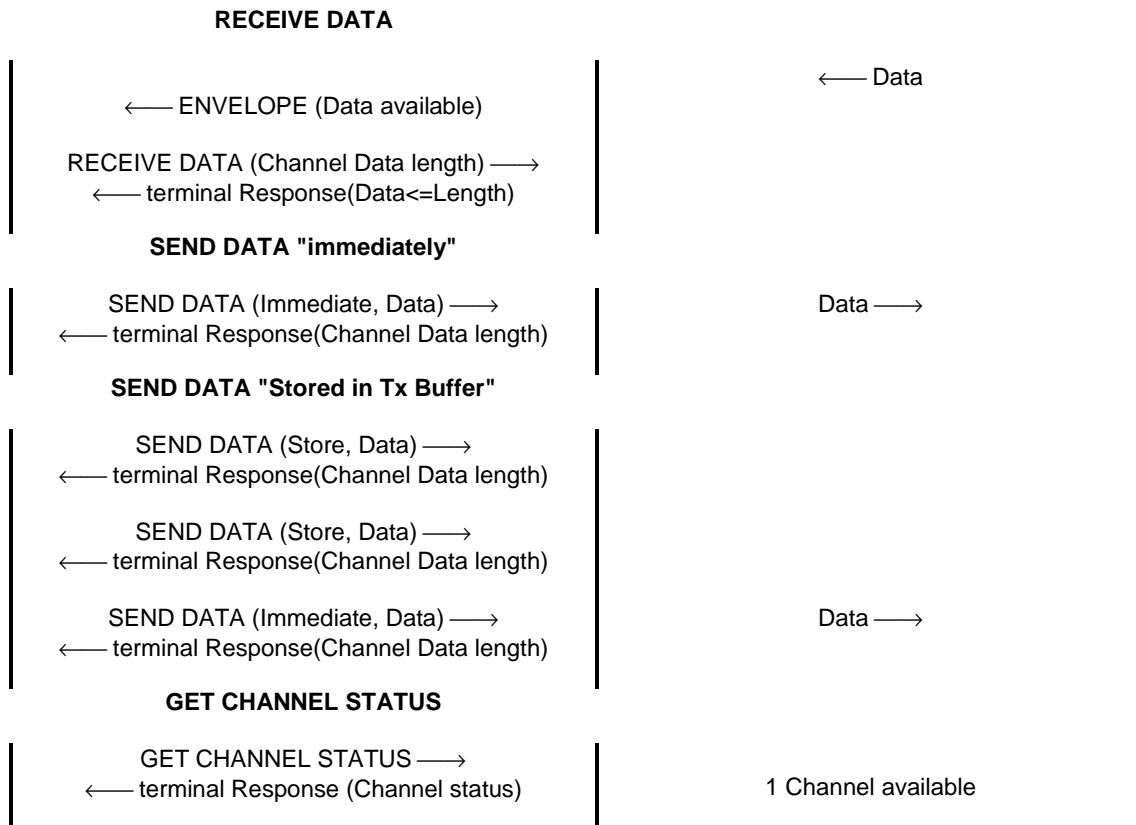 RECEIVE DATA
← Data
← ENVELOPE (Data available)
RECEIVE DATA (Channel Data length) →
← terminal Response(Data<=Length)
SEND DATA "immediately"
SEND DATA (Immediate, Data) → Data →
← terminal Response(Channel Data length)
SEND DATA "Stored in Tx Buffer"
SEND DATA (Store, Data) →
← terminal Response(Channel Data length)
SEND DATA (Store, Data) →
← terminal Response(Channel Data length)
SEND DATA (Immediate, Data) → Data →
← terminal Response(Channel Data length)
GET CHANNEL STATUS
GET CHANNEL STATUS →
← terminal Response (Channel status) 1 Channel available